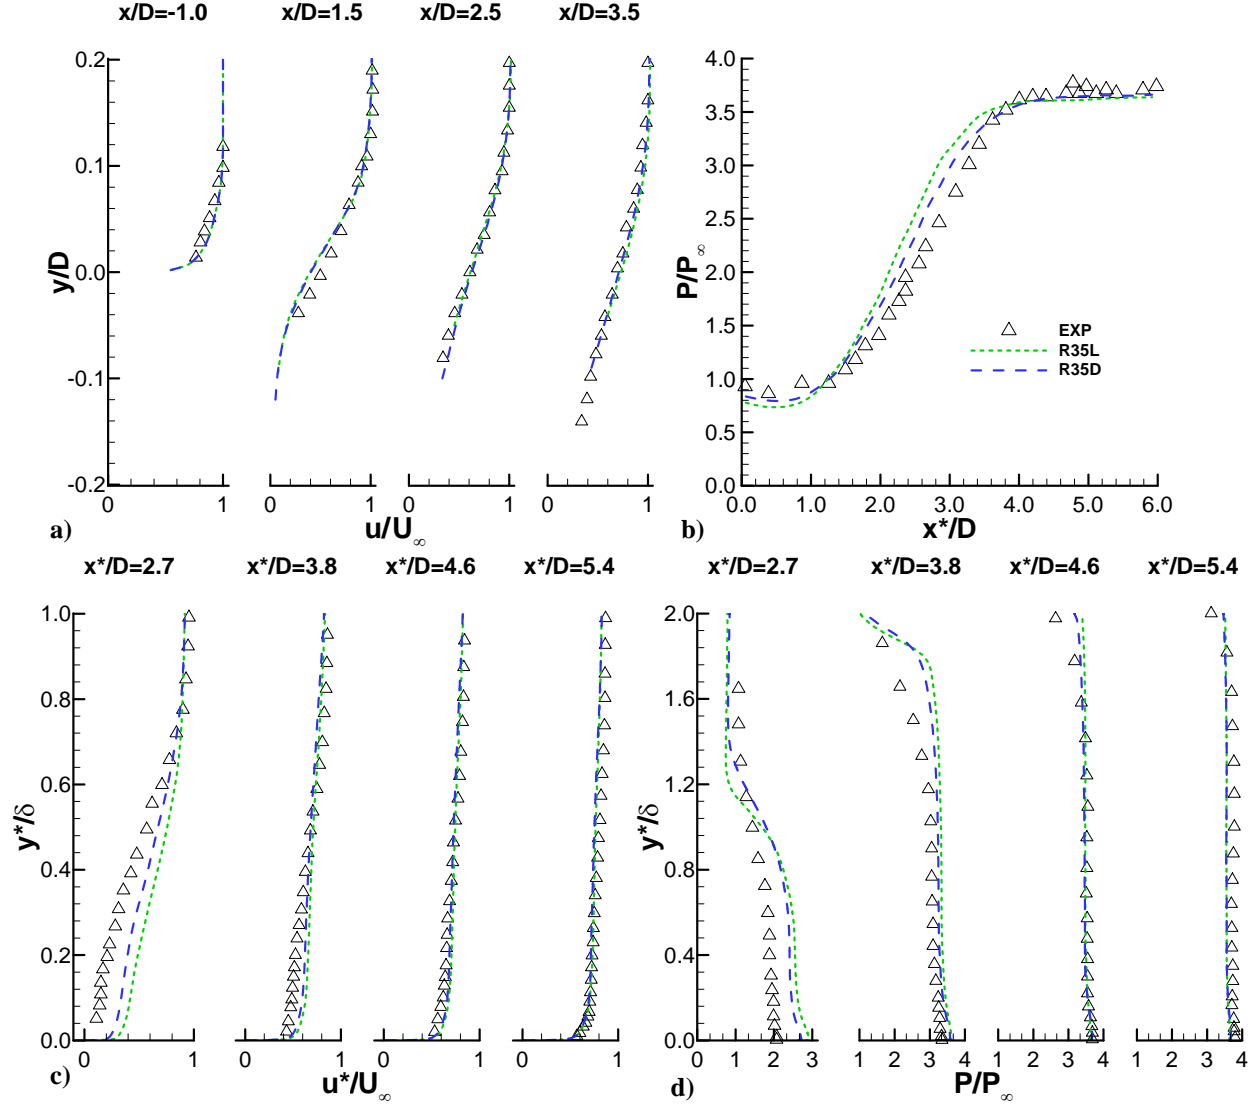 x/D=-1.0 x/D=1.5 x/D=2.5 x/D=3.5
0.2
0.1
0.0
-0.1
-0.2
y/D
0 1 0 1 0 1 0 1
u/U∞
a)
4.0
3.5
3.0
2.5
2.0
1.5
1.0
0.5
0.0
P/P∞
EXP
R35L
R35D
0.0 1.0 2.0 3.0 4.0 5.0 6.0
x*/D
b)
x*/D=2.7 x*/D=3.8 x*/D=4.6 x*/D=5.4
1.0
0.8
0.6
0.4
0.2
0.0
y*/δ
0 1 0 1 0 1 0 1
u*/U∞
c)
x*/D=2.7 x*/D=3.8 x*/D=4.6 x*/D=5.4
2.0
1.6
1.2
0.8
0.4
0.0
y*/δ
0 1 2 3 0 1 2 3 4 0 1 2 3 4 0 1 2 3 4
P/P∞
d)